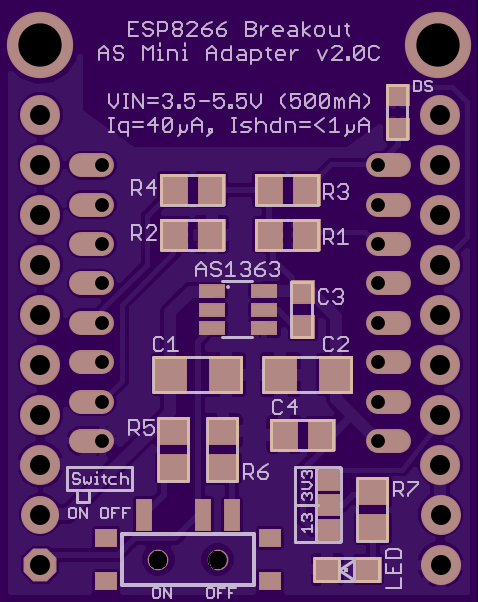 ESP8266 Breakout
AS Mini Adapter v2.0C
DS
VIN=3.5-5.5V (500mA)
Iq=40µA, Ishdn=<1µA
R4
R3
R2
R1
AS1363
C3
C1
C2
C4
R5
R6
Switch
ON OFF
13 3V3
R7
LED
ON
OFF